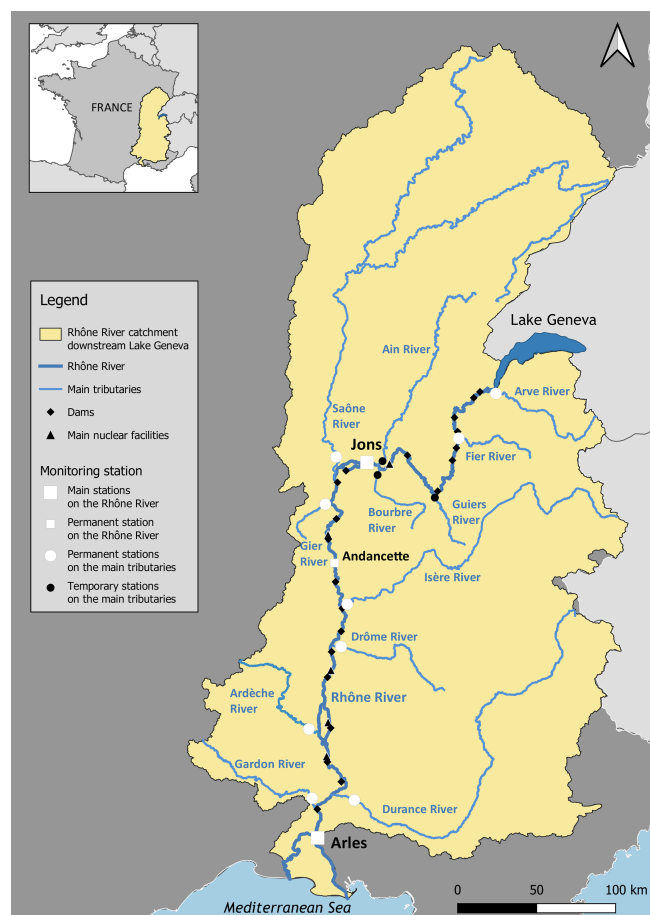 FRANCE
Legend
Rhône River catchment
downstream Lake Geneva
Rhône River
Main tributaries
Dams
Main nuclear facilities
Monitoring station
Main stations
on the Rhône River
Permanent station
on the Rhône River
Permanent stations
on the main tributaries
Temporary stations
on the main tributaries
Lake Geneva
Ain River
Arve River
Saône
River
Jons
Fier River
Bourbre
River
Guiers
River
Gier
River
Andancette
Isère River
Drôme River
Ardèche
River
Rhône River
Gardon River
Durance River
Arles
Mediterranean Sea
0 50 100 km